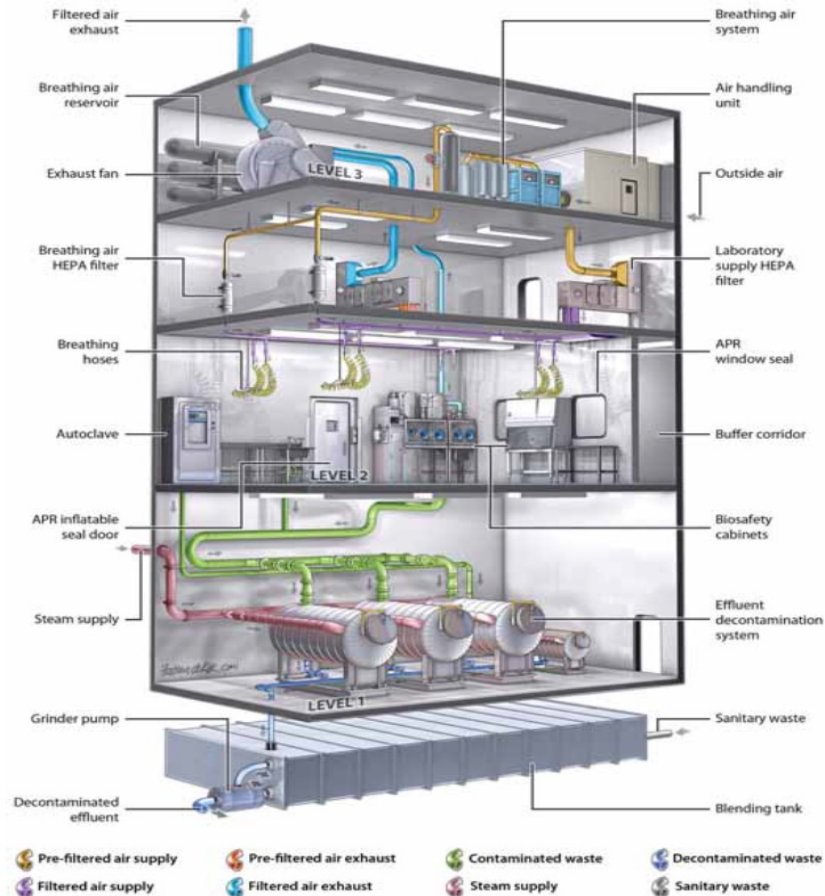 Filtered air
exhaust
Breathing air
system
Breathing air
reservoir
Air handling
unit
Exhaust fan
LEVEL 3
Outside air
Breathing air
HEPA filter
Laboratory
supply HEPA
filter
Breathing
hoses
APR
window seal
Autoclave
LEVEL 2
Buffer corridor
APR inflatable
seal door
Biosafety
cabinets
Steam supply
Effluent
decontamination
system
LEVEL 1
Grinder pump
Sanitary waste
Decontaminated
effluent
Blending tank
Pre-filtered air supply
Pre-filtered air exhaust
Contaminated waste
Decontaminated waste
Filtered air supply
Filtered air exhaust
Steam supply
Sanitary waste